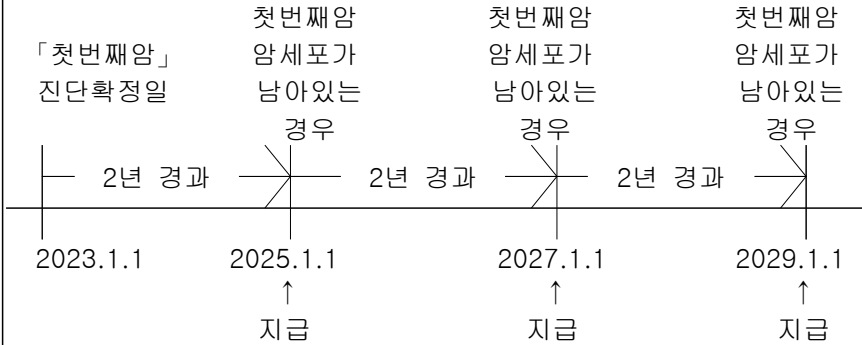 첫번째암 첫번째암 첫번째암
「첫번째암」 암세포가 암세포가 암세포가
진단확정일 남아있는 남아있는 남아있는
경우 경우 경우
2년 경과 2년 경과 2년 경과
2023.1.1 2025.1.1 2027.1.1 2029.1.1
↑ ↑ ↑
지급 지급 지급